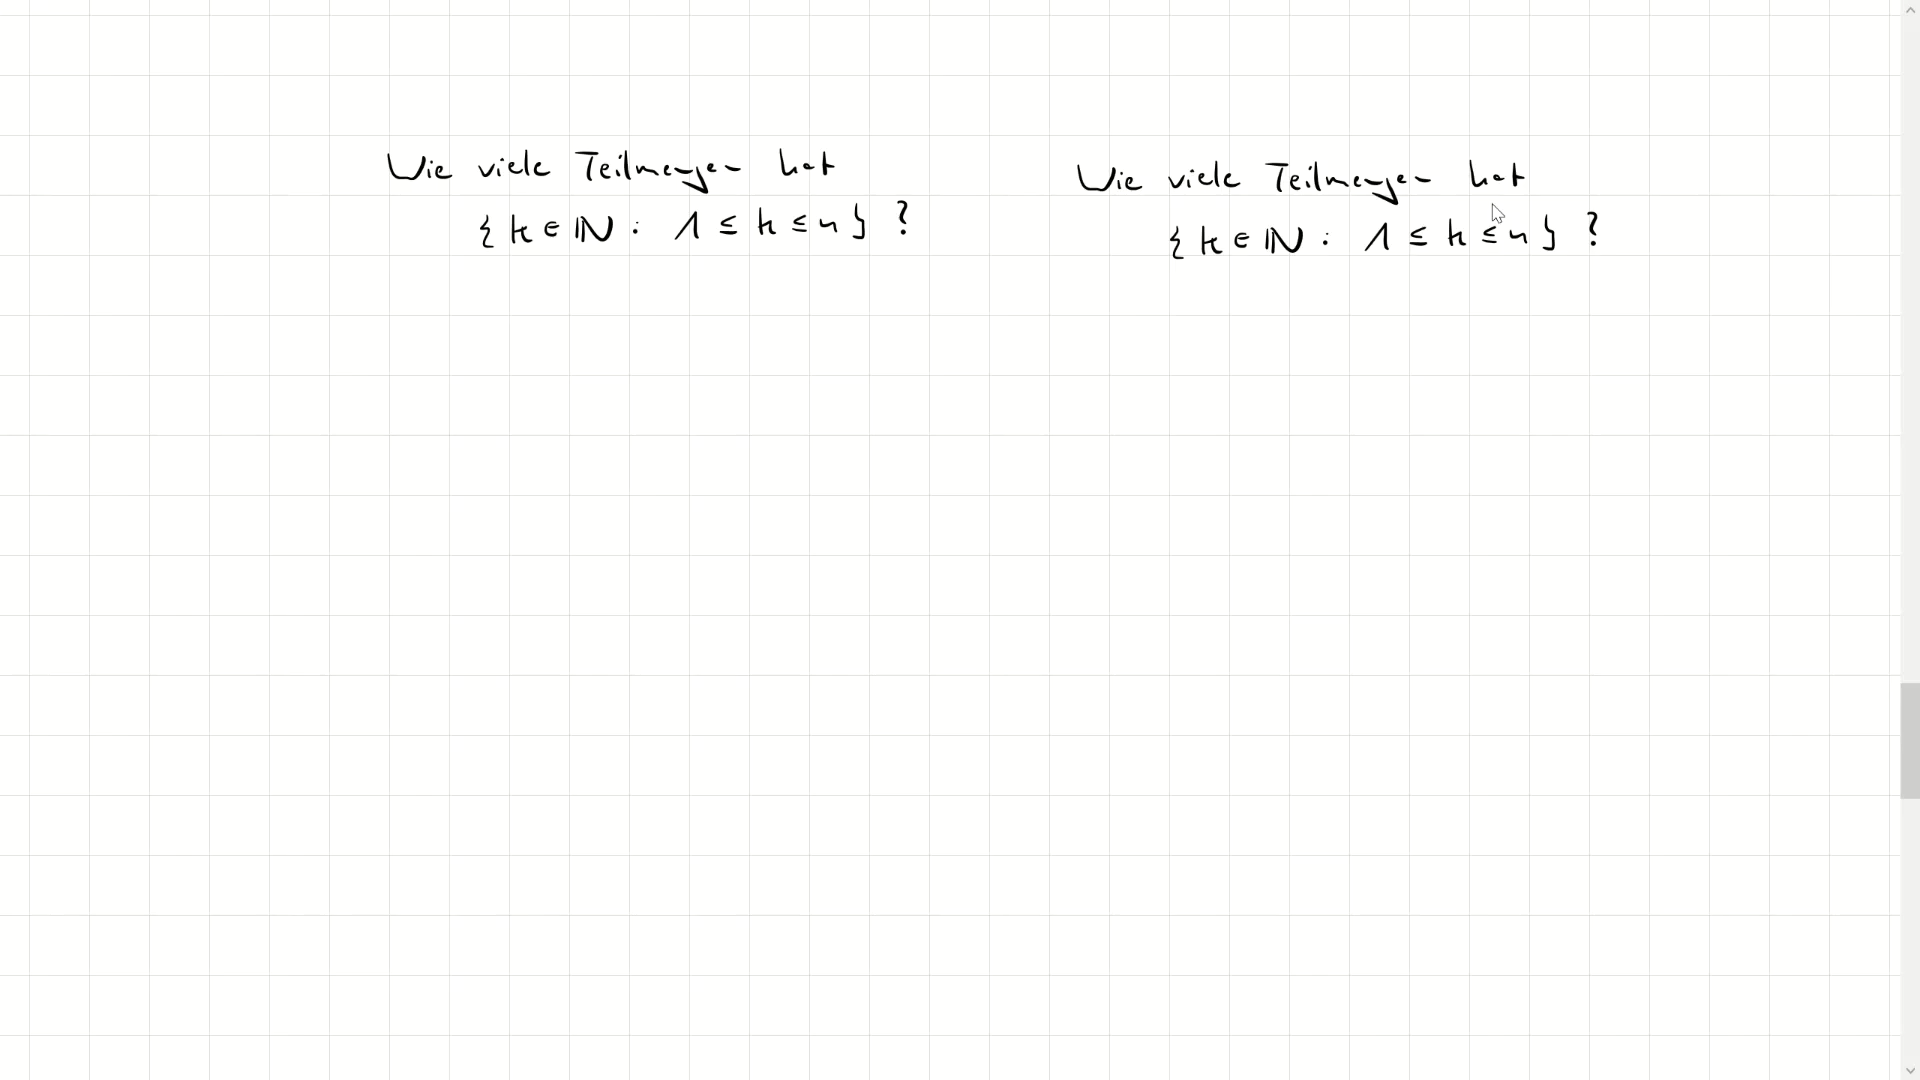 Wie viele Teilmengen hat
{k ∈ ℕ : 1 ≤ k ≤ n} ?
Wie viele Teilmengen hat
{k ∈ ℕ : 1 ≤ k ≤ n} ?